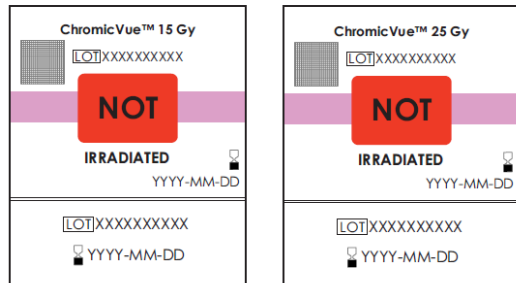 ChromicVue™ 15 Gy
LOT XXXXXXXXXX
NOT
IRRADIATED
YYYY-MM-DD
LOT XXXXXXXXXX
YYYY-MM-DD
ChromicVue™ 25 Gy
LOT XXXXXXXXXX
NOT
IRRADIATED
YYYY-MM-DD
LOT XXXXXXXXXX
YYYY-MM-DD